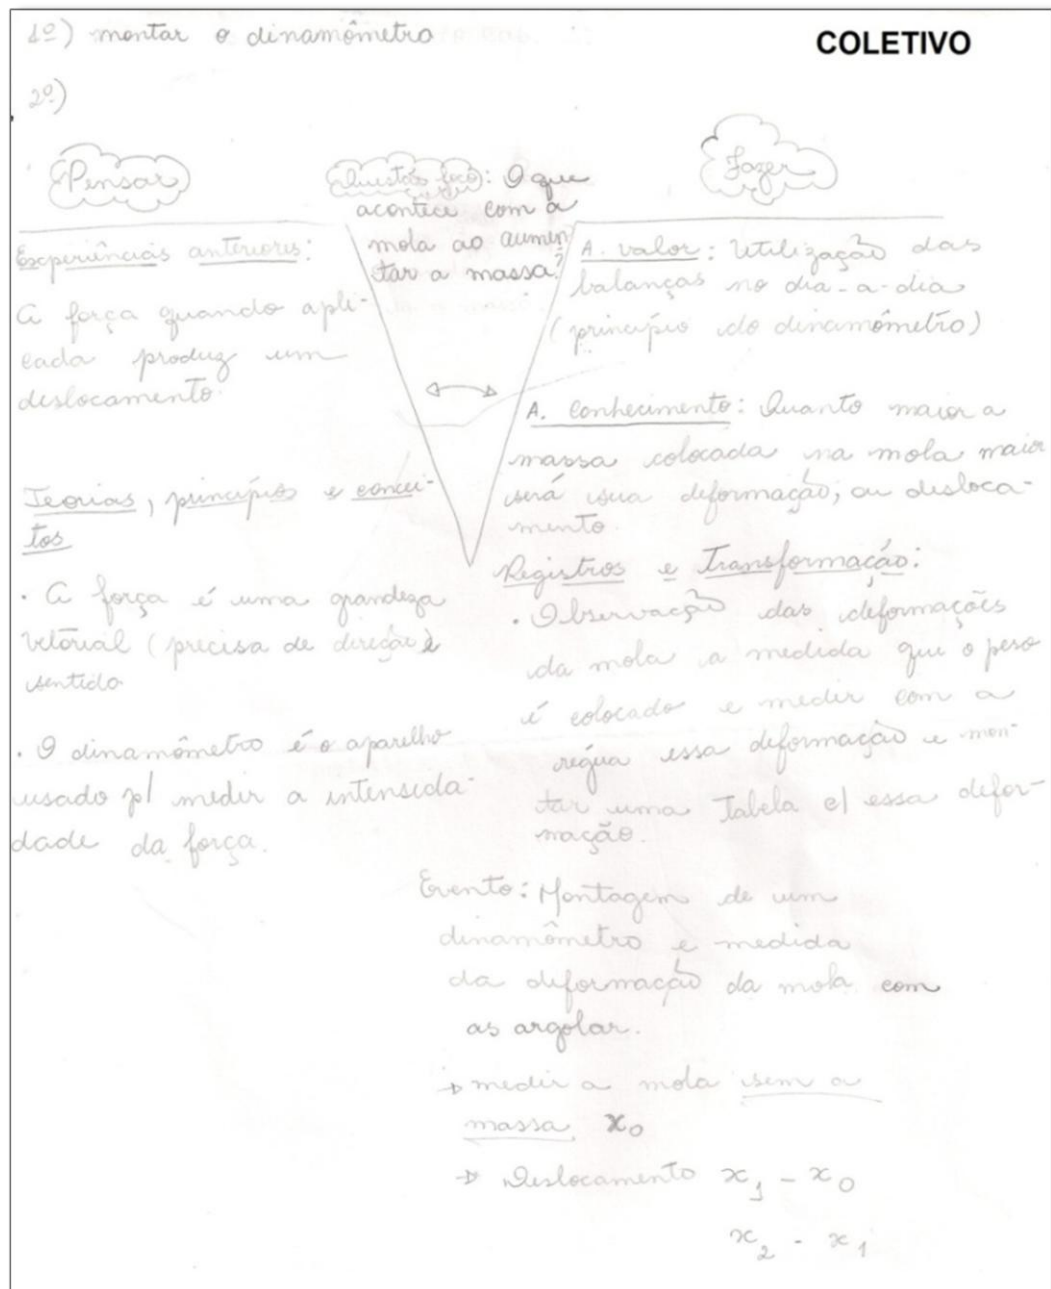 1º) montar o dinamômetro
COLETIVO
2º)
Pensar
Questão foco: O que
acontece com a
mola ao aumen
tar a massa?
Fazer
Experiências anteriores:
A força quando apli-
cada produz um
deslocamento.
Teorias, princípios e concei-
tos
. A força é uma grandeza
vetorial (precisa de direção e
sentido
. O dinamômetro é o aparelho
usado p/ medir a intensida-
dade da força.
A. valor: Utilização das
balanças no dia-a-dia
(princípio do dinamômetro)
A. conhecimento: Quanto maior a
massa colocada na mola maior
será sua deformação, ou desloca-
mento.
Registros e Transformação:
. Observação das deformações
da mola a medida que o peso
é colocado e medir com a
régua essa deformação e mon-
tar uma Tabela c/ essa defor-
mação.
Evento: Montagem de um
dinamômetro e medida
da deformação da mola com
as argolar.
→ medir a mola sem a
massa x₀
→ Deslocamento x₁ - x₀
x₂ - x₁